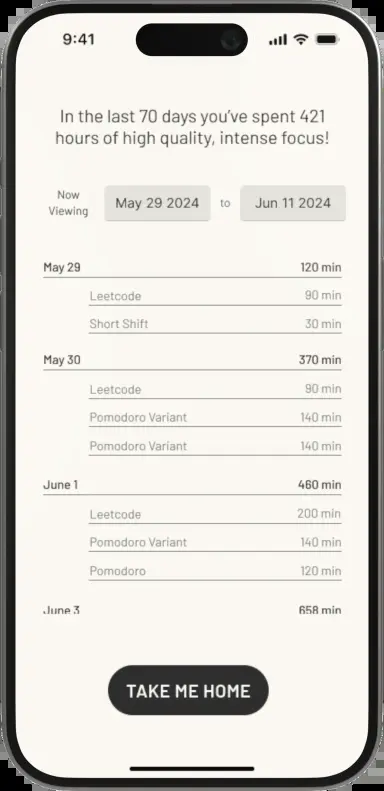 9:41
In the last 70 days you've spent 421
hours of high quality, intense focus!
Now
Viewing
May 29 2024 to Jun 11 2024
May 29 120 min
Leetcode 90 min
Short Shift 30 min
May 30 370 min
Leetcode 90 min
Pomodoro Variant 140 min
Pomodoro Variant 140 min
June 1 460 min
Leetcode 200 min
Pomodoro Variant 140 min
Pomodoro 120 min
June 3 658 min
TAKE ME HOME